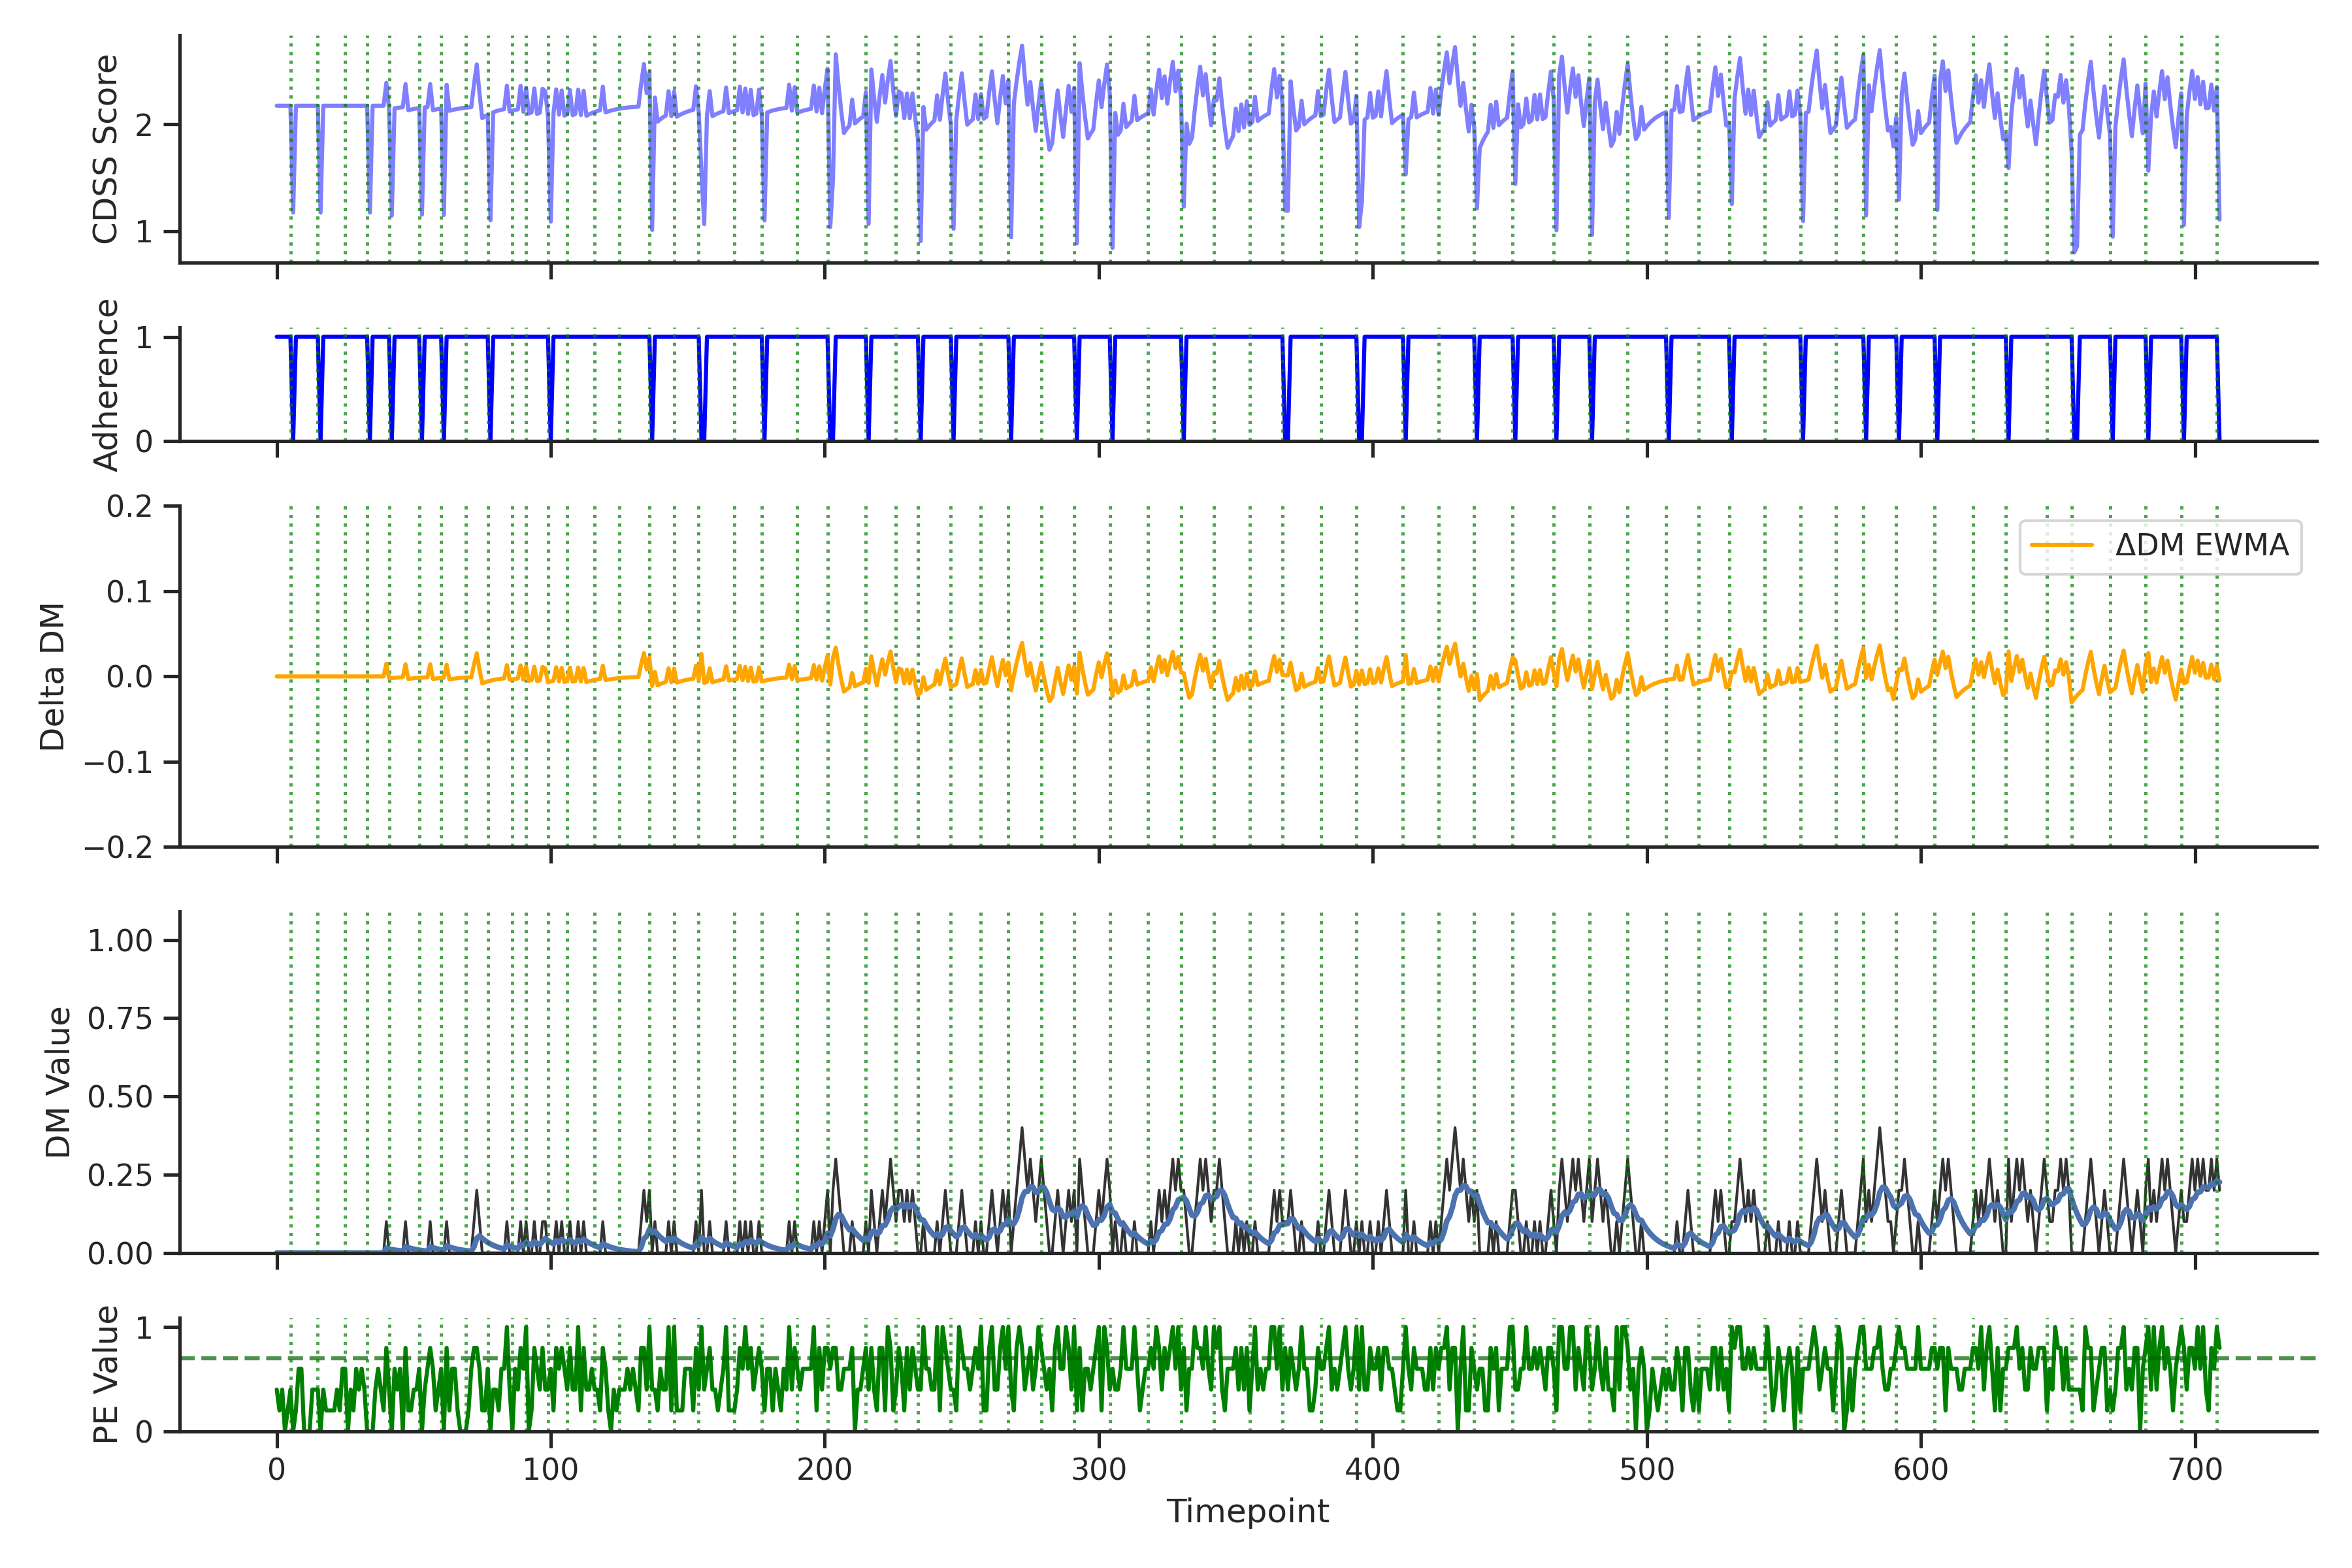 CDSS Score
2
1
Adherence
1
0
Delta DM
0.2
0.1
0.0
−0.1
−0.2
ΔDM EWMA
DM Value
1.00
0.75
0.50
0.25
0.00
PE Value
1
0
0 100 200 300 400 500 600 700
Timepoint